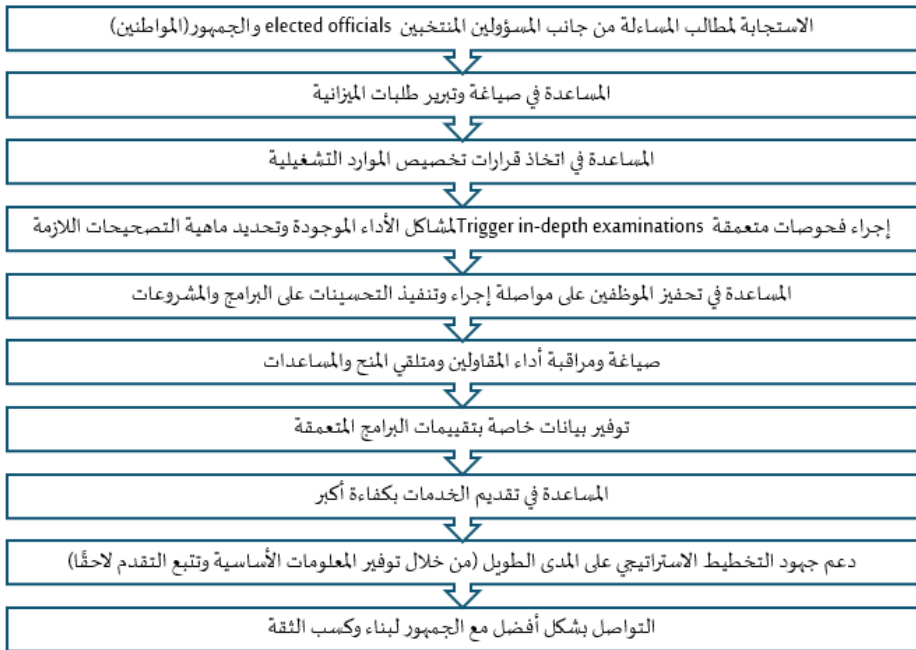 الاستجابة لمطالب المساءلة من جانب المسؤولين المنتخبين elected officials والجمهور(المواطنين)
المساعدة في صياغة وتبرير طلبات الميزانية
المساعدة في اتخاذ قرارات تخصيص الموارد التشغيلية
إجراء فحوصات متعمقة Trigger in-depth examinationsلمشاكل الأداء الموجودة وتحديد ماهية التصحيحات اللازمة
المساعدة في تحفيز الموظفين على مواصلة إجراء وتنفيذ التحسينات على البرامج والمشروعات
صياغة ومراقبة أداء المقاولين ومتلقي المنح والمساعدات
توفير بيانات خاصة بتقييمات البرامج المتعمقة
المساعدة في تقديم الخدمات بكفاءة أكبر
دعم جهود التخطيط الاستراتيجي على المدى الطويل (من خلال توفير المعلومات الأساسية وتتبع التقدم لاحقًا)
التواصل بشكل أفضل مع الجمهور لبناء وكسب الثقة